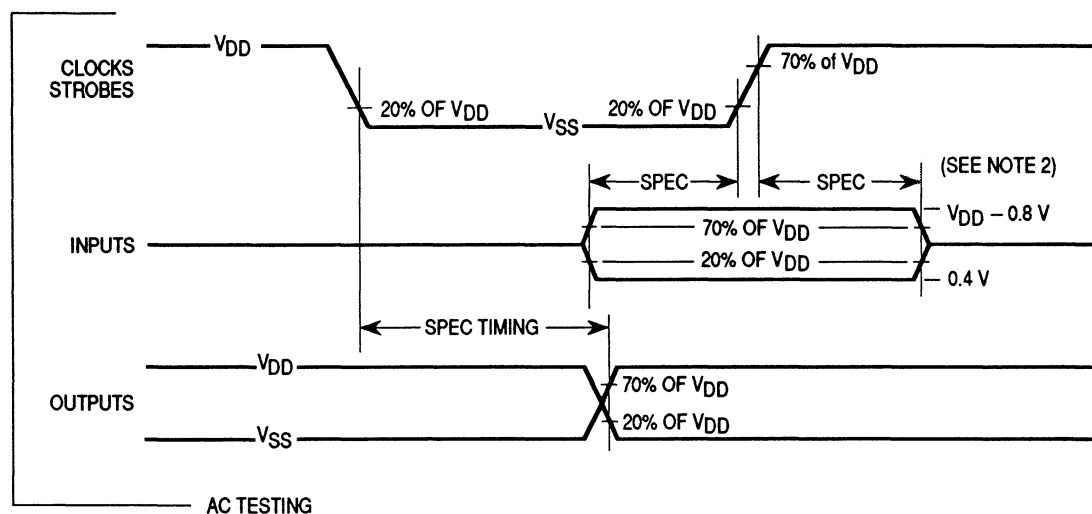 VDD
CLOCKS
STROBES
70% of VDD
20% OF VDD
VSS
20% OF VDD
SPEC
SPEC
(SEE NOTE 2)
VDD – 0.8 V
INPUTS
70% OF VDD
20% OF VDD
0.4 V
SPEC TIMING
VDD
70% OF VDD
OUTPUTS
20% OF VDD
VSS
AC TESTING